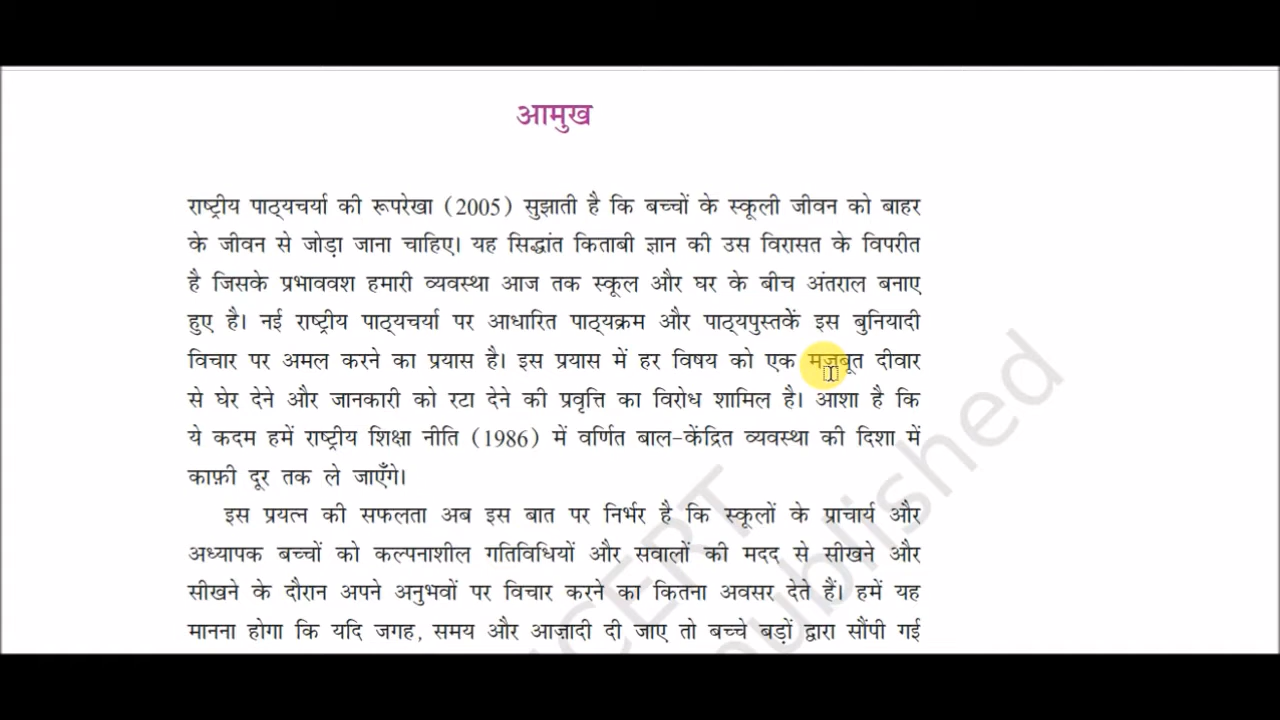 आमुख
राष्ट्रीय पाठ्यचर्या की रूपरेखा (2005) सुझाती है कि बच्चों के स्कूली जीवन को बाहर
के जीवन से जोड़ा जाना चाहिए। यह सिद्धांत किताबी ज्ञान की उस विरासत के विपरीत
है जिसके प्रभाववश हमारी व्यवस्था आज तक स्कूल और घर के बीच अंतराल बनाए
हुए है। नई राष्ट्रीय पाठ्यचर्या पर आधारित पाठ्यक्रम और पाठ्यपुस्तकें इस बुनियादी
विचार पर अमल करने का प्रयास है। इस प्रयास में हर विषय को एक मज़बूत दीवार
से घेर देने और जानकारी को रटा देने की प्रवृत्ति का विरोध शामिल है। आशा है कि
ये कदम हमें राष्ट्रीय शिक्षा नीति (1986) में वर्णित बाल-केंद्रित व्यवस्था की दिशा में
काफ़ी दूर तक ले जाएँगे।
इस प्रयत्न की सफलता अब इस बात पर निर्भर है कि स्कूलों के प्राचार्य और
अध्यापक बच्चों को कल्पनाशील गतिविधियों और सवालों की मदद से सीखने और
सीखने के दौरान अपने अनुभवों पर विचार करने का कितना अवसर देते हैं। हमें यह
मानना होगा कि यदि जगह, समय और आज़ादी दी जाए तो बच्चे बड़ों द्वारा सौंपी गई
NCERT
published